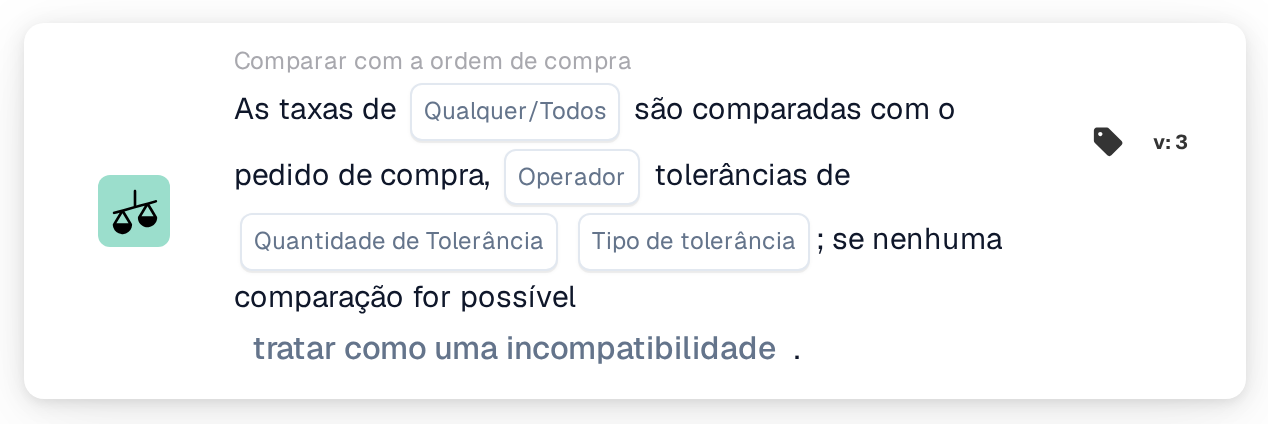 Comparar com a ordem de compra
As taxas de Qualquer/Todos são comparadas com o
v: 3
pedido de compra, Operador tolerâncias de
Quantidade de Tolerância Tipo de tolerância ; se nenhuma
comparação for possível
tratar como uma incompatibilidade .